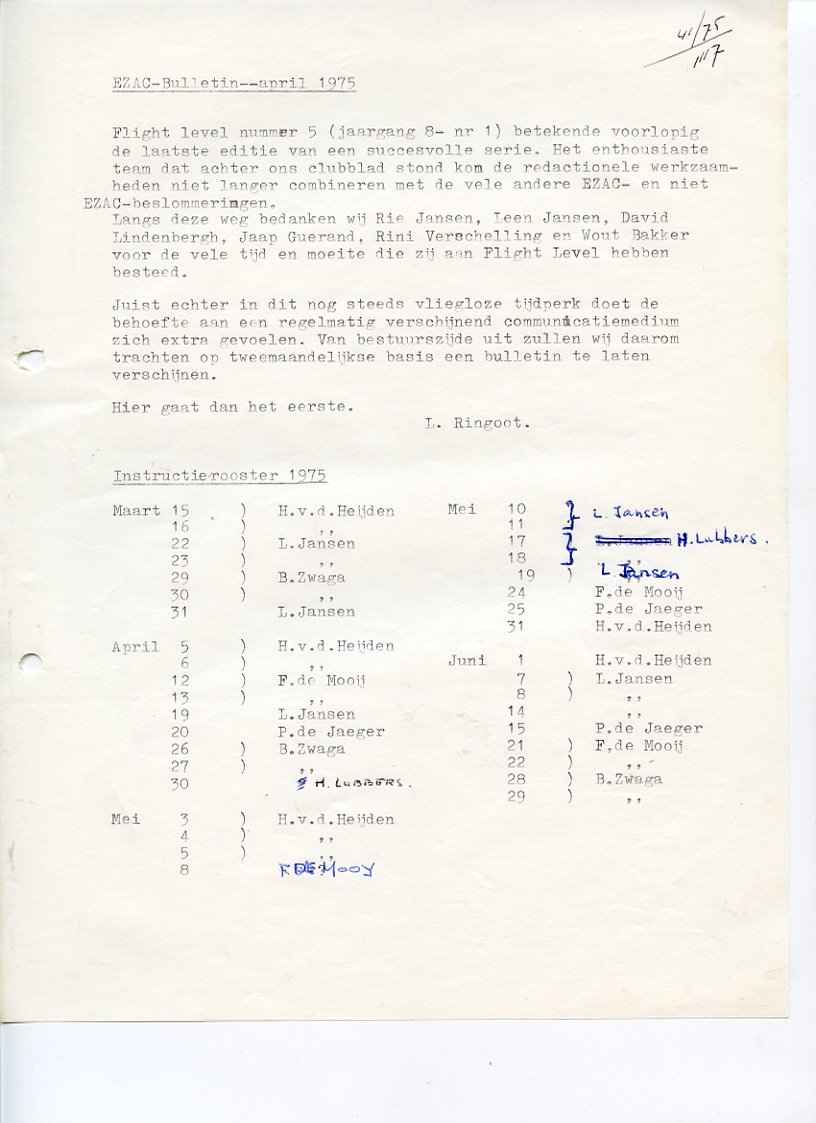 41/75
117
EZAC-Bulletin--april 1975
Flight level nummer 5 (jaargang 8- nr 1) betekende voorlopig
de laatste editie van een succesvolle serie. Het enthousiaste
team dat achter ons clubblad stond kon de redactionele werkzaam-
heden niet langer combineren met de vele andere EZAC- en niet
EZAC-beslommeringen.
Langs deze weg bedanken wij Rie Jansen, Leen Jansen, David
Lindenbergh, Jaap Guerand, Rini Verschelling en Wout Bakker
voor de vele tijd en moeite die zij aan Flight Level hebben
besteed.
Juist echter in dit nog steeds vliegloze tijdperk doet de
behoefte aan een regelmatig verschijnend communicatiemedium
zich extra gevoelen. Van bestuurszijde uit zullen wij daarom
trachten op tweemaandelijkse basis een bulletin te laten
verschijnen.
Hier gaat dan het eerste.
L. Ringoot.
Instructierooster 1975
Maart 15 ) H.v.d.Heijden
16 ) ,,
22 ) L.Jansen
23 ) ,,
29 ) B.Zwaga
30 ) ,,
31 L.Jansen
April 5 ) H.v.d.Heijden
6 ) ,,
12 ) F.de Mooij
13 ) ,,
19 L.Jansen
20 P.de Jaeger
26 ) B.Zwaga
27 ) ,,
30 H. LUBBERS.
Mei 3 ) H.v.d.Heijden
4 ) ,,
5 ) ,,
8 F. DE MOOY
Mei 10 } L. Jansen
11
17 } L.Jansen H. Lubbers.
18 ,,
19 ) L. Jansen
24 F.de Mooij
25 P.de Jaeger
31 H.v.d.Heijden
Juni 1 H.v.d.Heijden
7 ) L.Jansen
8 ) ,,
14 ,,
15 P.de Jaeger
21 ) F.de Mooij
22 ) ,,
28 ) B.Zwaga
29 ) ,,